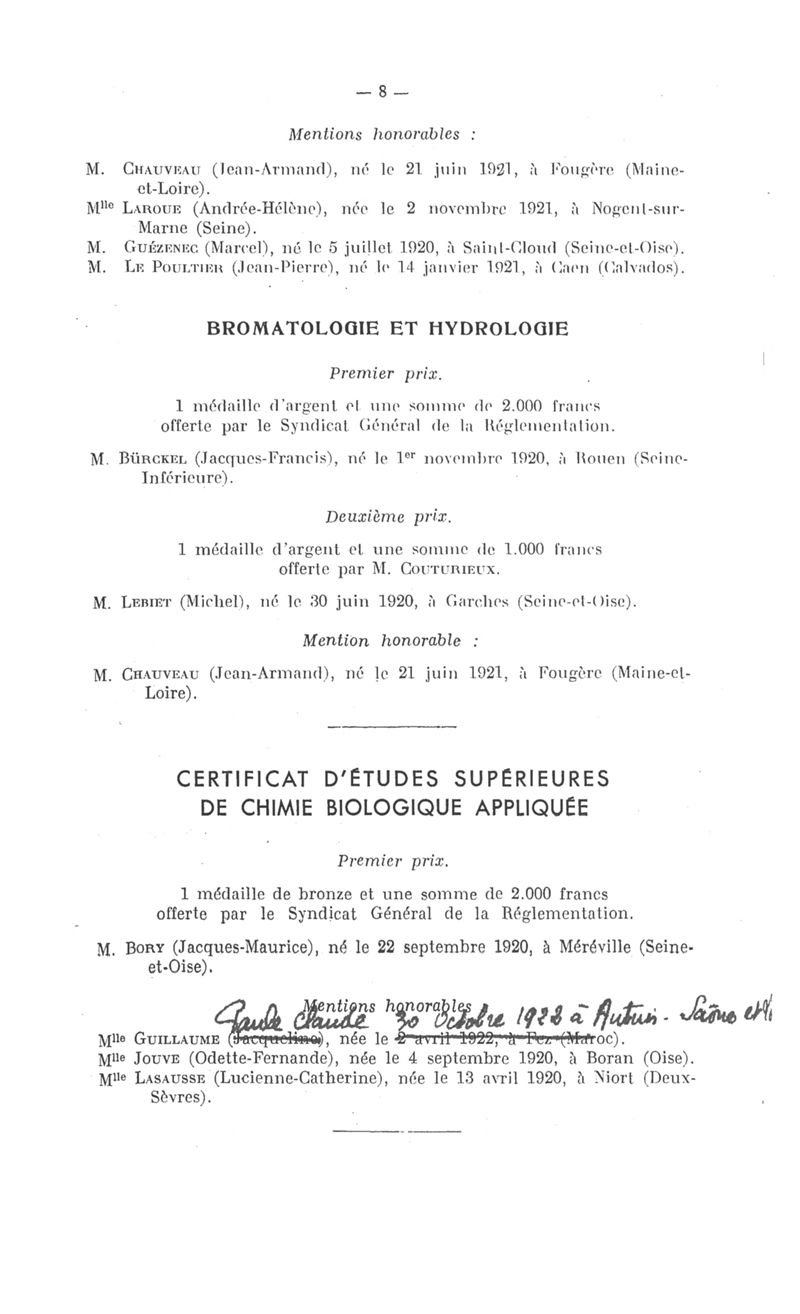 — 8 —
Mentions honorables :
M. CHAUVEAU (Jean-Armand), né le 21 juin 1921, à Fougère (Maine-
et-Loire).
Mlle LAROUE (Andrée-Hélène), née le 2 novembre 1921, à Nogent-sur-
Marne (Seine).
M. GUÉZENEC (Marcel), né le 5 juillet 1920, à Saint-Cloud (Seine-et-Oise).
M. LE POULTIER (Jean-Pierre), né le 14 janvier 1921, à Caen (Calvados).
BROMATOLOGIE ET HYDROLOGIE
Premier prix.
1 médaille d'argent et une somme de 2.000 francs
offerte par le Syndicat Général de la Réglementation.
M. BÜRCKEL (Jacques-Francis), né le 1er novembre 1920, à Rouen (Seine-
Inférieure).
Deuxième prix.
1 médaille d'argent et une somme de 1.000 francs
offerte par M. COUTURIEUX.
M. LEBIET (Michel), né le 30 juin 1920, à Garches (Seine-et-Oise).
Mention honorable :
M. CHAUVEAU (Jean-Armand), né le 21 juin 1921, à Fougère (Maine-et-
Loire).
CERTIFICAT D'ÉTUDES SUPÉRIEURES
DE CHIMIE BIOLOGIQUE APPLIQUÉE
Premier prix.
1 médaille de bronze et une somme de 2.000 francs
offerte par le Syndicat Général de la Réglementation.
M. BORY (Jacques-Maurice), né le 22 septembre 1920, à Méréville (Seine-
et-Oise).
Mentions honorables
Claude 30 Octobre à Autun - Saône et
Mlle GUILLAUME (Jacqueline), née le 2 avril 1922, à Fez (Maroc).
Mlle JOUVE (Odette-Fernande), née le 4 septembre 1920, à Boran (Oise).
Mlle LASAUSSE (Lucienne-Catherine), née le 13 avril 1920, à Niort (Deux-
Sèvres).